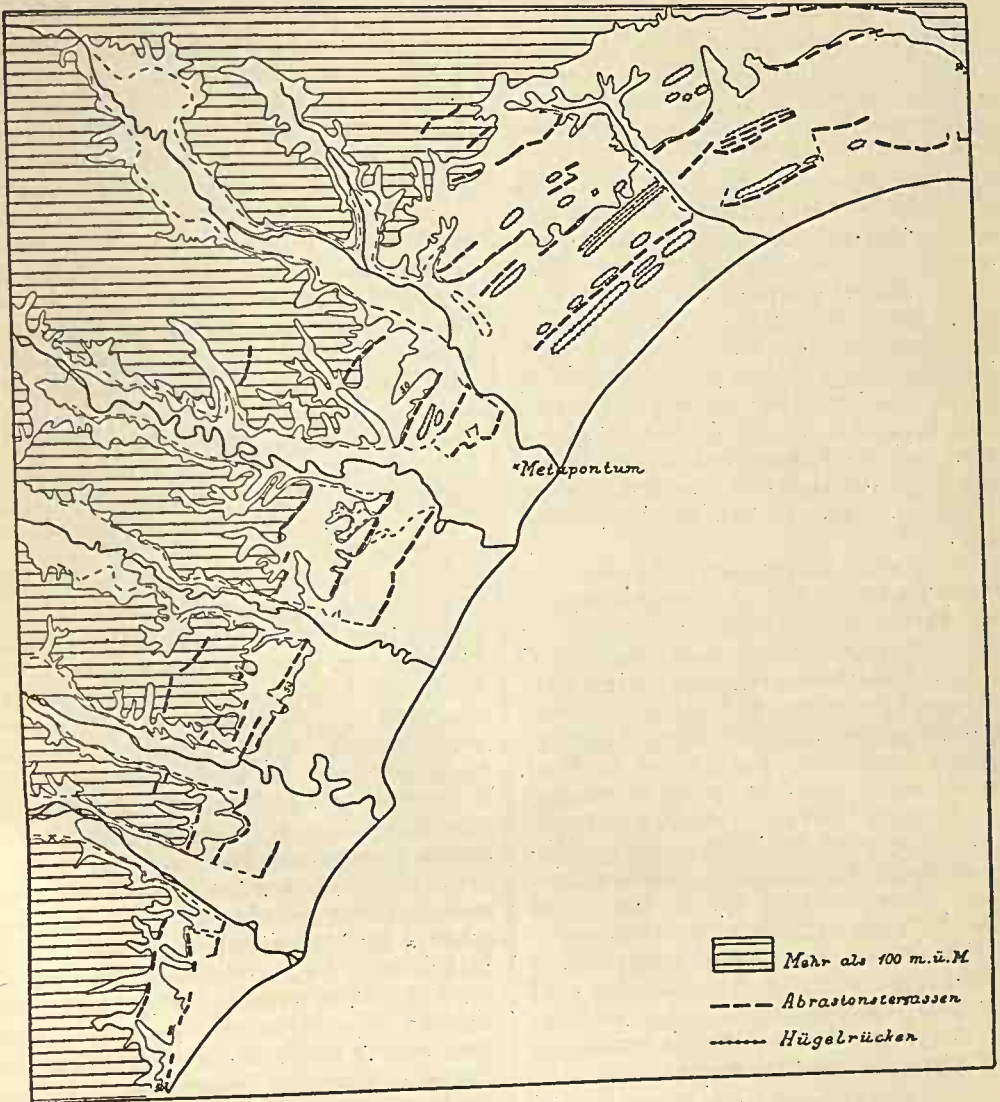 ×Metapontum
Mehr als 100 m.ü.M.
Abrasionsterrassen
Hügelrücken